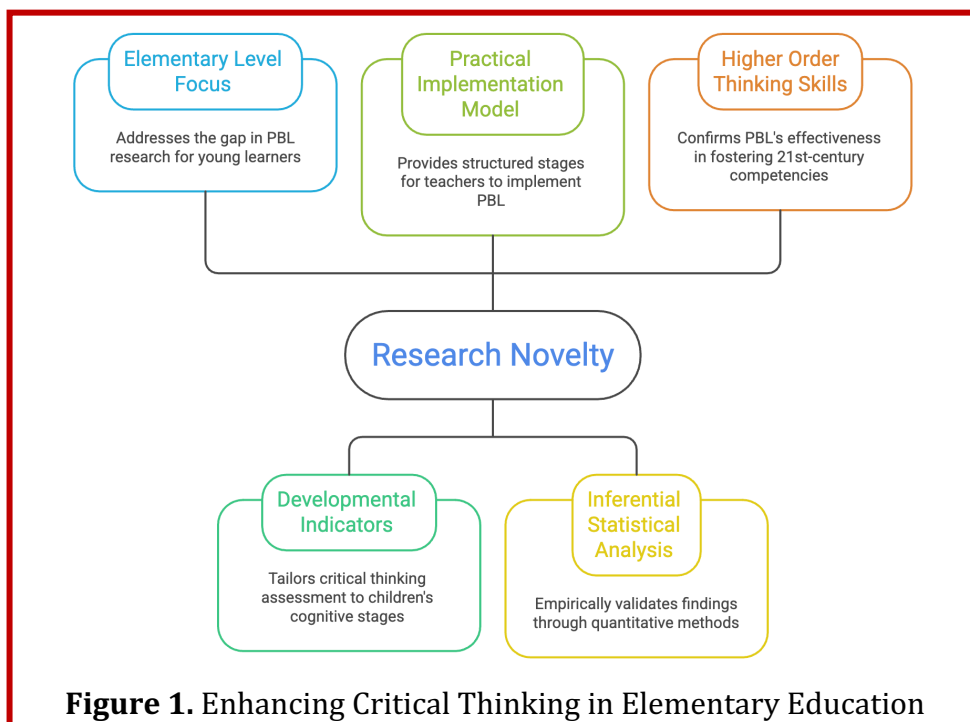 Elementary Level
Focus
Addresses the gap in PBL
research for young learners
Practical
Implementation
Model
Provides structured stages
for teachers to implement
PBL
Higher Order
Thinking Skills
Confirms PBL's effectiveness
in fostering 21st-century
competencies
Research Novelty
Developmental
Indicators
Tailors critical thinking
assessment to children's
cognitive stages
Inferential
Statistical
Analysis
Empirically validates findings
through quantitative methods
Figure 1. Enhancing Critical Thinking in Elementary Education